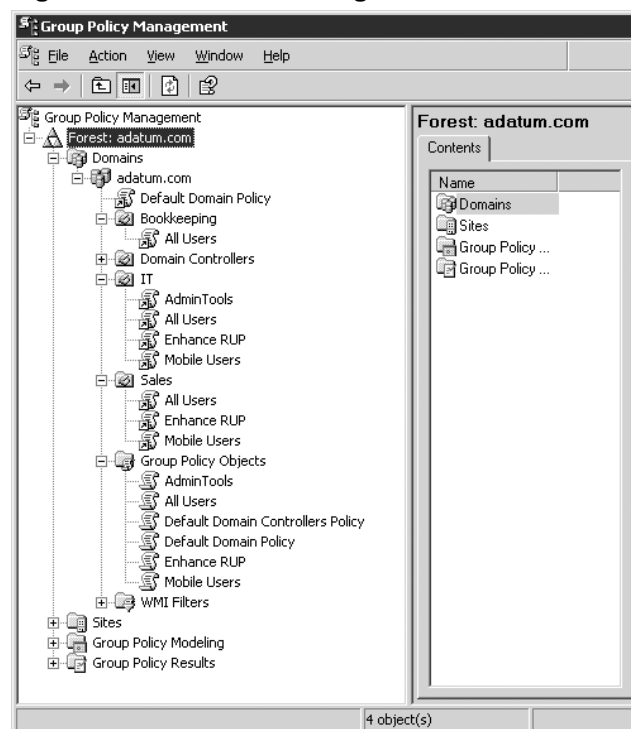 Group Policy Management
File Action View Window Help
Group Policy Management
Forest: adatum.com
Domains
adatum.com
Default Domain Policy
Bookkeeping
All Users
Domain Controllers
IT
AdminTools
All Users
Enhance RUP
Mobile Users
Sales
All Users
Enhance RUP
Mobile Users
Group Policy Objects
AdminTools
All Users
Default Domain Controllers Policy
Default Domain Policy
Enhance RUP
Mobile Users
WMI Filters
Sites
Group Policy Modeling
Group Policy Results
Forest: adatum.com
Contents
Name
Domains
Sites
Group Policy ...
Group Policy ...
4 object(s)